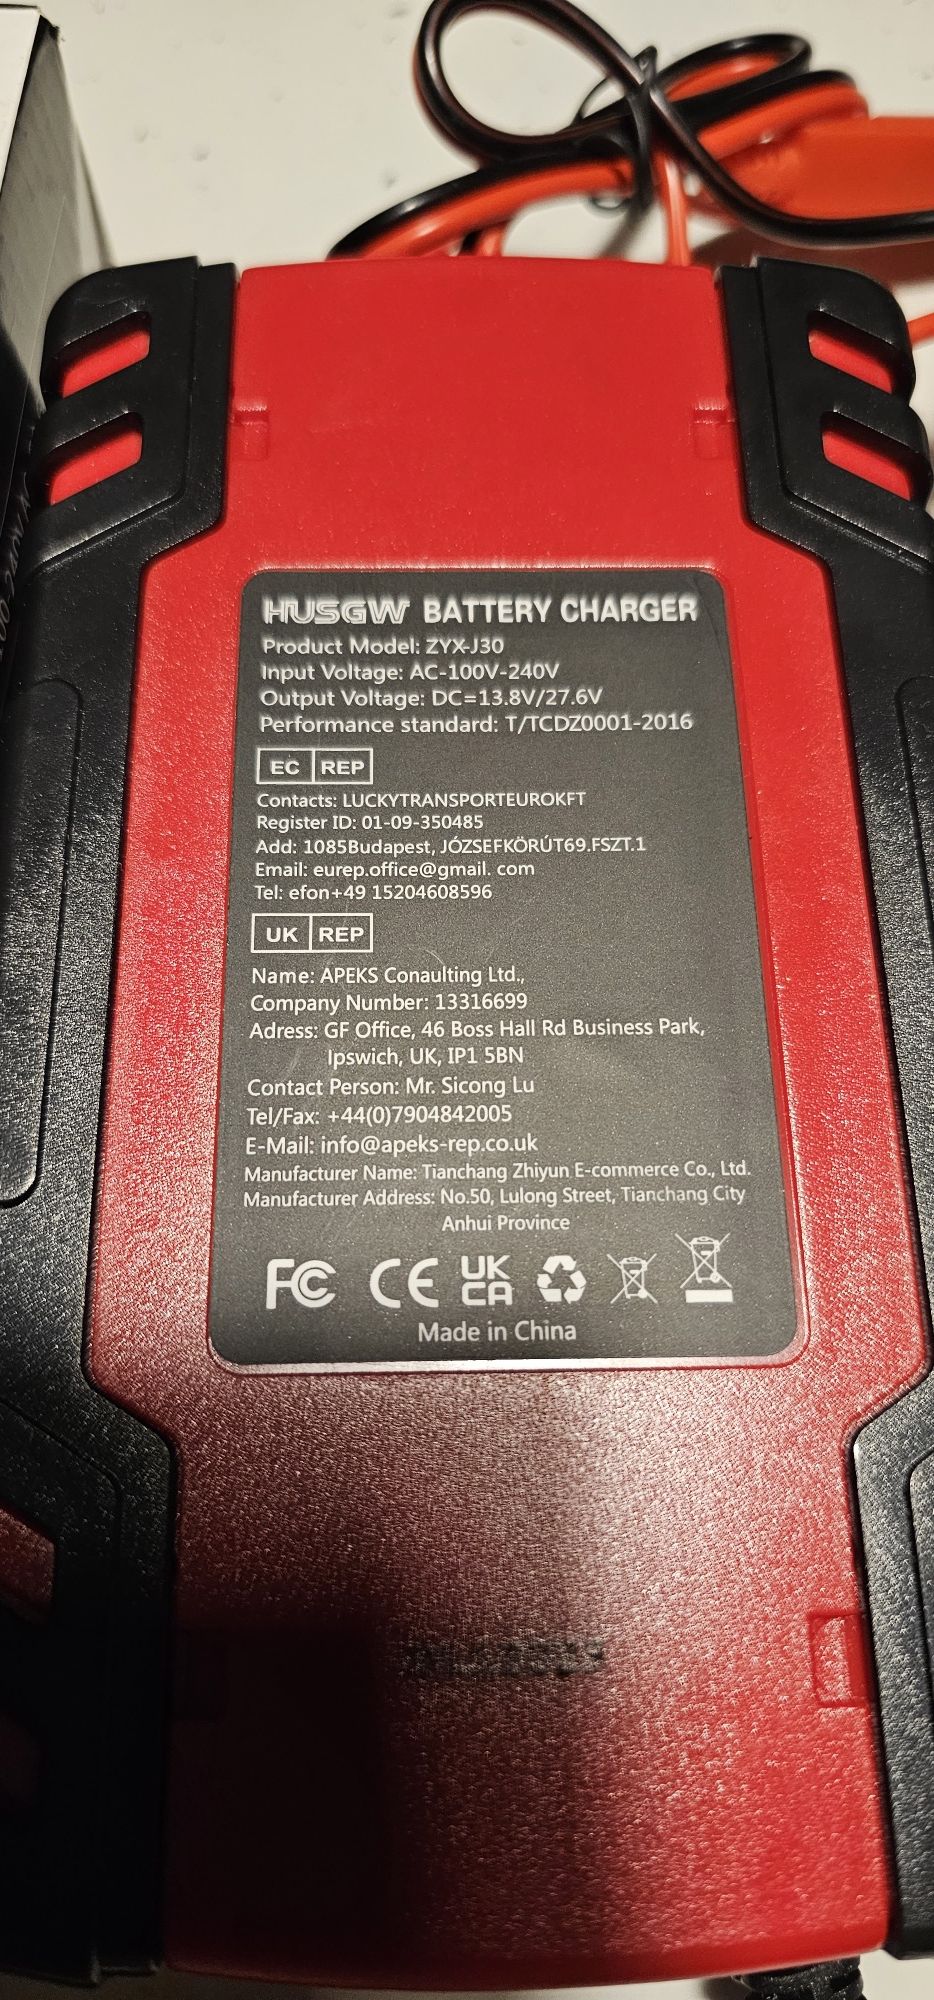 HUSGW BATTERY CHARGER
Product Model: ZYX-J30
Input Voltage: AC-100V-240V
Output Voltage: DC=13.8V/27.6V
Performance standard: T/TCDZ0001-2016
EC REP
Contacts: LUCKYTRANSPORTEUROKFT
Register ID: 01-09-350485
Add: 1085Budapest, JÓZSEFKÖRÚT69.FSZT.1
Email: eurep.office@gmail. com
Tel: efon+49 15204608596
UK REP
Name: APEKS Conaulting Ltd.,
Company Number: 13316699
Adress: GF Office, 46 Boss Hall Rd Business Park,
Ipswich, UK, IP1 5BN
Contact Person: Mr. Sicong Lu
Tel/Fax: +44(0)7904842005
E-Mail: info@apeks-rep.co.uk
Manufacturer Name: Tianchang Zhiyun E-commerce Co., Ltd.
Manufacturer Address: No.50, Lulong Street, Tianchang City
Anhui Province
FC CE UK CA
Made in China